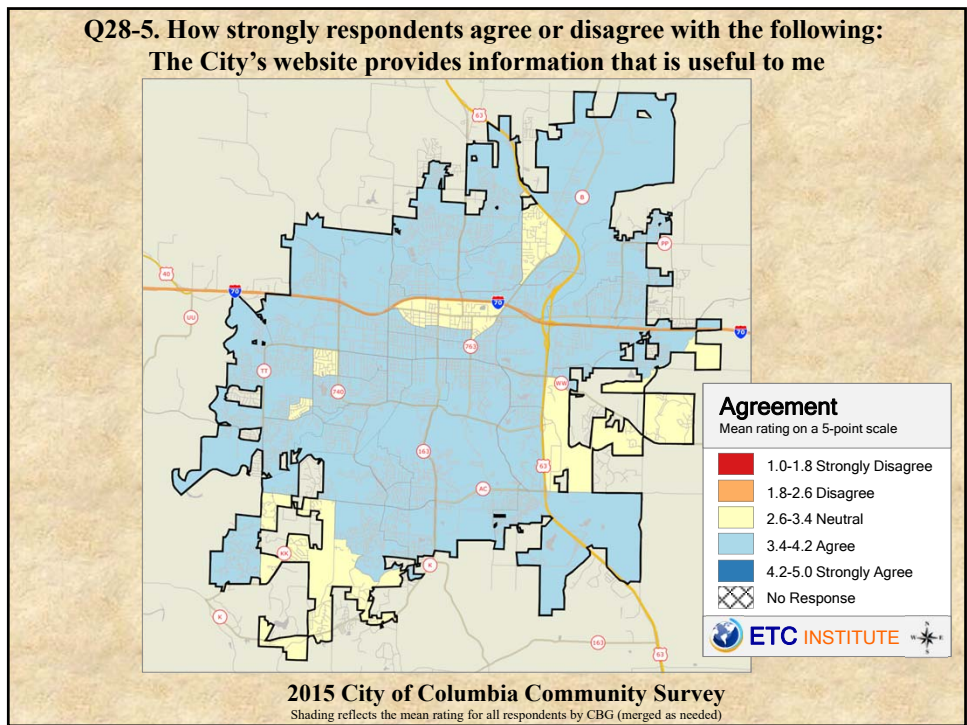 Q28-5. How strongly respondents agree or disagree with the following:
The City's website provides information that is useful to me
63
B
PP
40
70
70
UU
763
70
TT
740
WW
163
63
AC
KK
K
K
163
63
Agreement
Mean rating on a 5-point scale
1.0-1.8 Strongly Disagree
1.8-2.6 Disagree
2.6-3.4 Neutral
3.4-4.2 Agree
4.2-5.0 Strongly Agree
No Response
ETC INSTITUTE
N
W E
S
2015 City of Columbia Community Survey
Shading reflects the mean rating for all respondents by CBG (merged as needed)